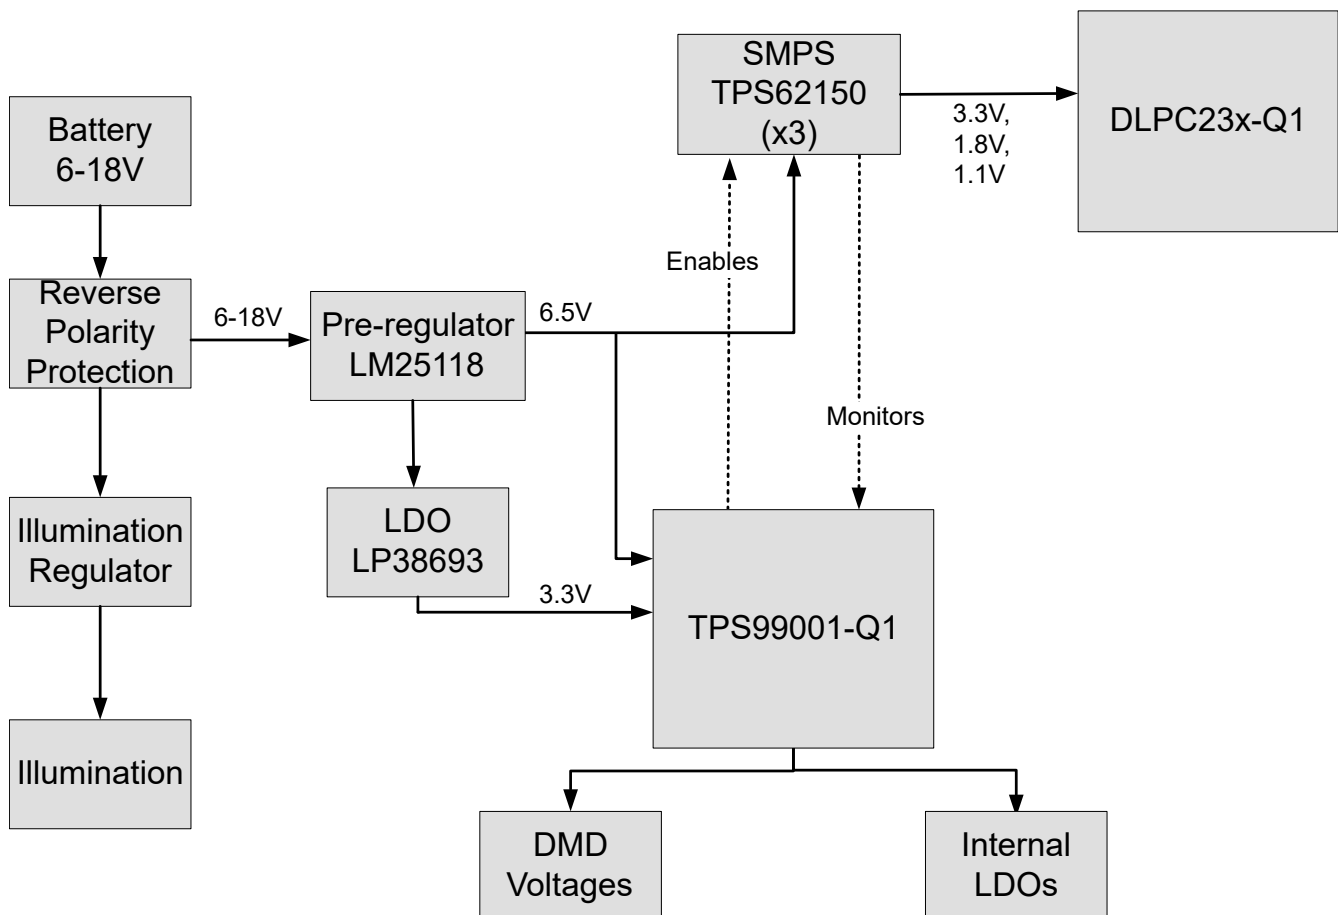 SMPS
TPS62150
(x3)
DLPC23x-Q1
3.3V,
1.8V,
1.1V
Battery
6-18V
Enables
Reverse
Polarity
Protection
6-18V
Pre-regulator
LM25118
6.5V
Monitors
LDO
LP38693
3.3V
Illumination
Regulator
TPS99001-Q1
Illumination
DMD
Voltages
Internal
LDOs